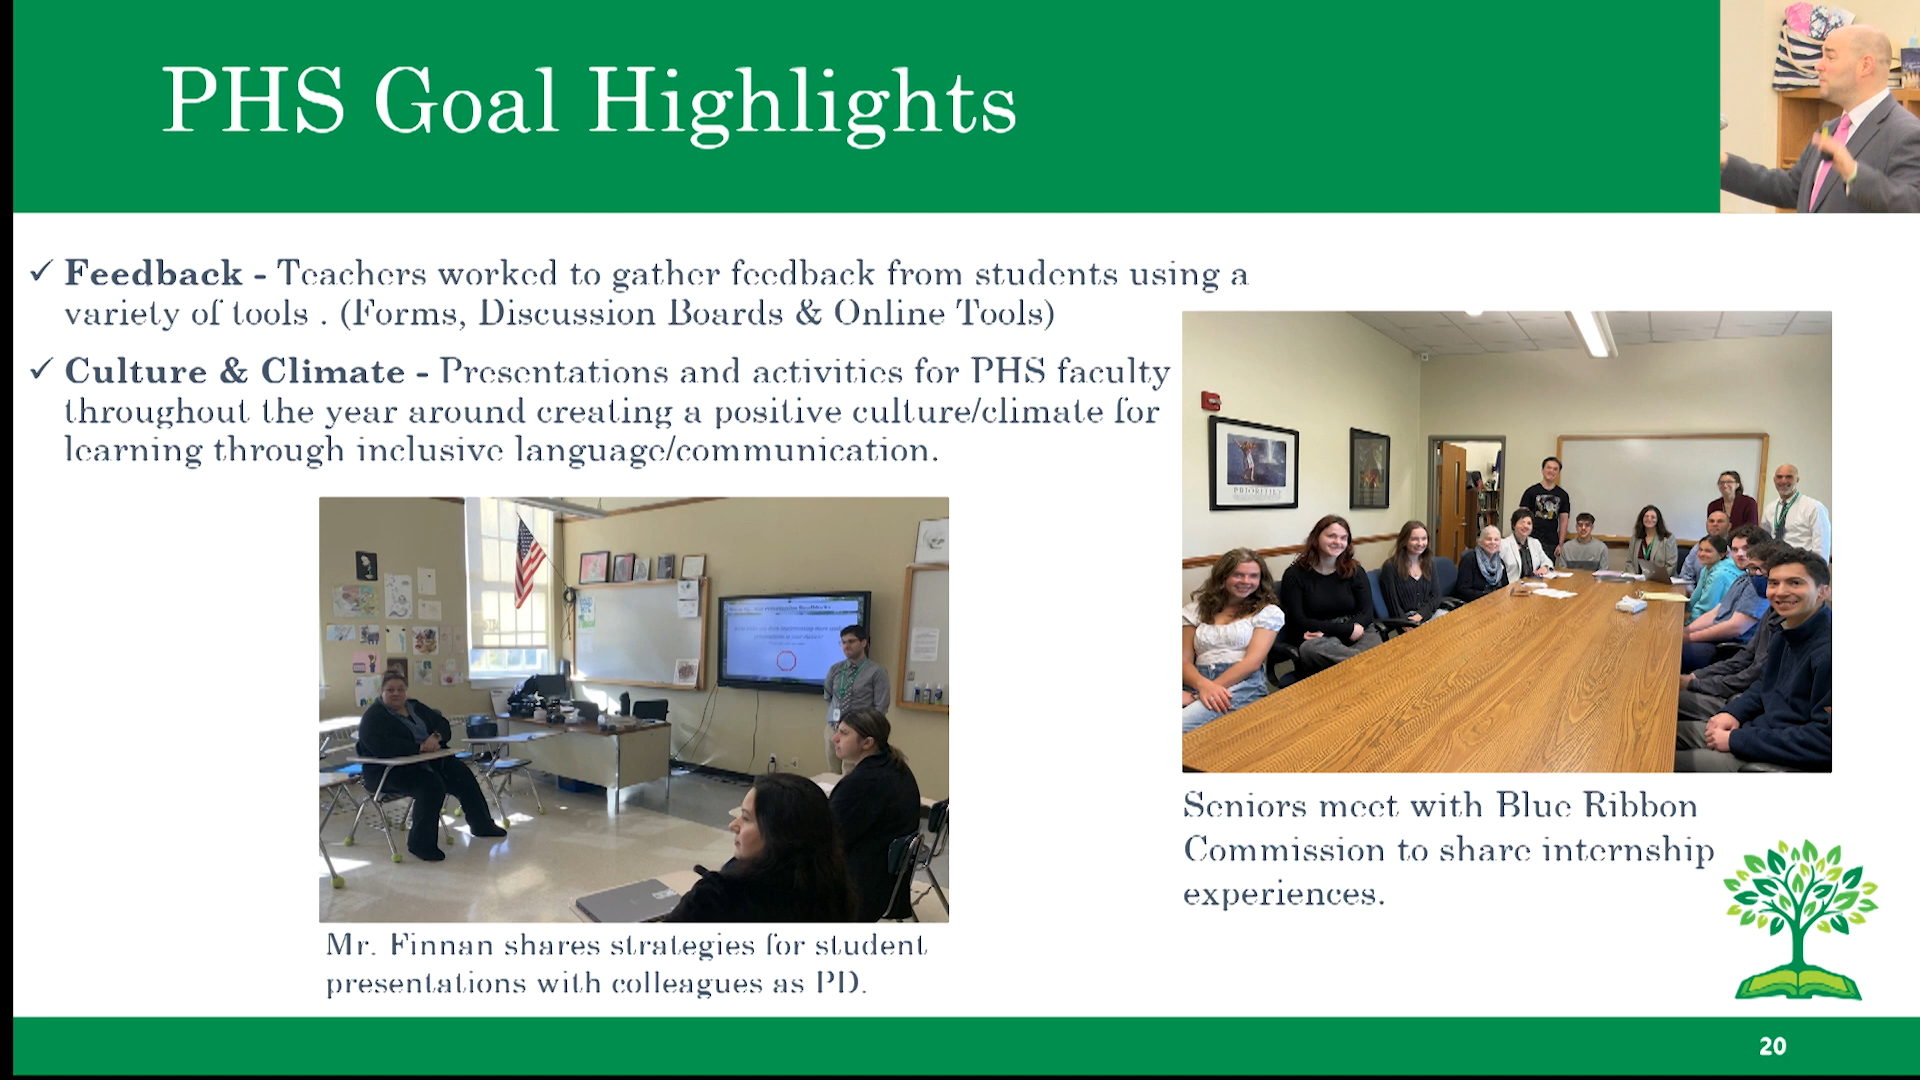 PHS Goal Highlights
✓ Feedback - Teachers worked to gather feedback from students using a
variety of tools . (Forms, Discussion Boards & Online Tools)
✓ Culture & Climate - Presentations and activities for PHS faculty
throughout the year around creating a positive culture/climate for
learning through inclusive language/communication.
PRIORITIES
Seniors meet with Blue Ribbon
Commission to share internship
experiences.
Mr. Finnan shares strategies for student
presentations with colleagues as PD.
20